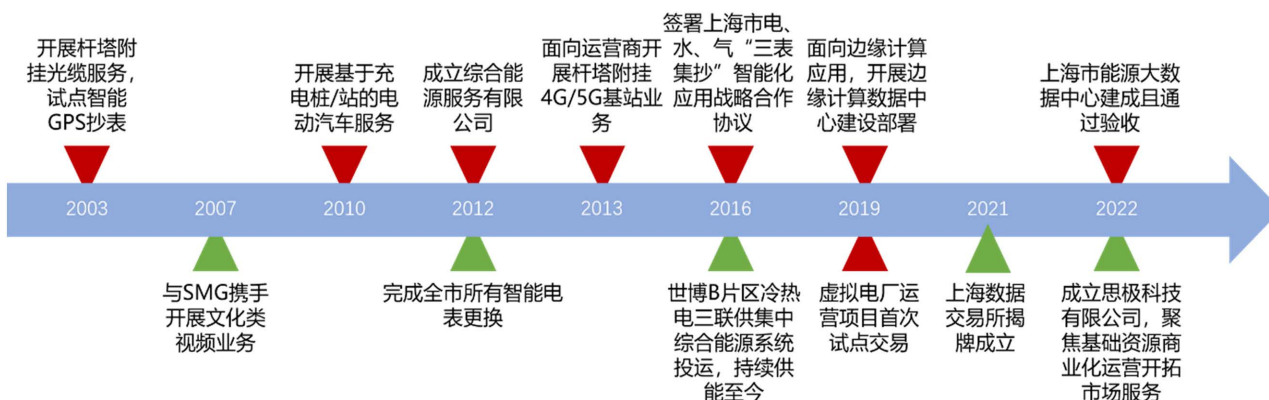 开展杆塔附
挂光缆服务，
试点智能
GPS抄表
开展基于充
电桩/站的电
动汽车服务
成立综合能
源服务有限
公司
面向运营商开
展杆塔附挂
4G/5G基站业
务
签署上海市电、
水、气“三表
集抄”智能化
应用战略合作
协议
面向边缘计算
应用，开展边
缘计算数据中
心建设部署
上海市能源大数
据中心建成且通
过验收
2003
2007
2010
2012
2013
2016
2019
2021
2022
与SMG携手
开展文化类
视频业务
完成全市所有智能电
表更换
世博B片区冷热
电三联供集中
综合能源系统
投运，持续供
能至今
虚拟电厂运
营项目首次
试点交易
上海数据
交易所揭
牌成立
成立思极科技
有限公司，聚
焦基础资源商
业化运营开拓
市场服务